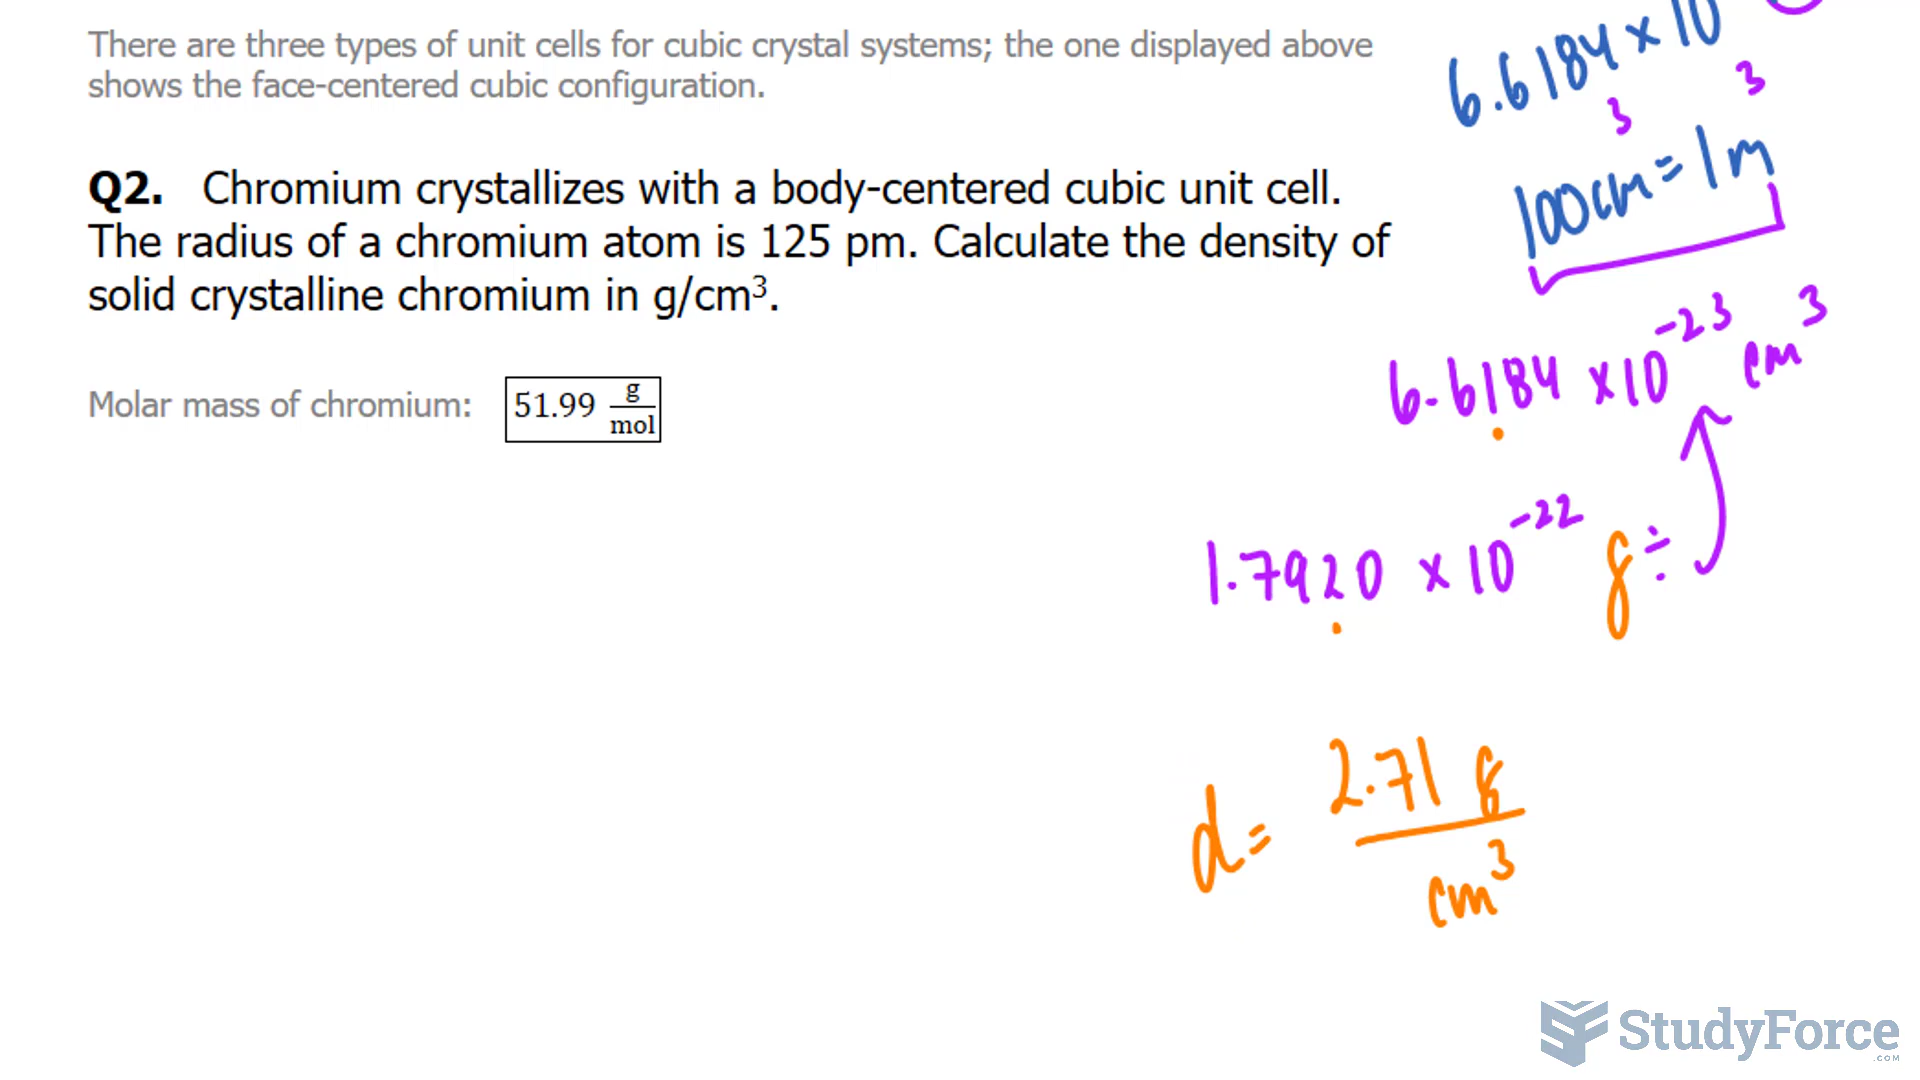 There are three types of unit cells for cubic crystal systems; the one displayed above
shows the face-centered cubic configuration.
Q2. Chromium crystallizes with a body-centered cubic unit cell.
The radius of a chromium atom is 125 pm. Calculate the density of
solid crystalline chromium in g/cm³.
Molar mass of chromium: 51.99 g/mol
6.6184 × 10
3 3
100cm = 1m
6.6184 × 10⁻²³ cm³
1.7920 × 10⁻²² g ÷
d = 2.71 g/cm³
StudyForce
.COM